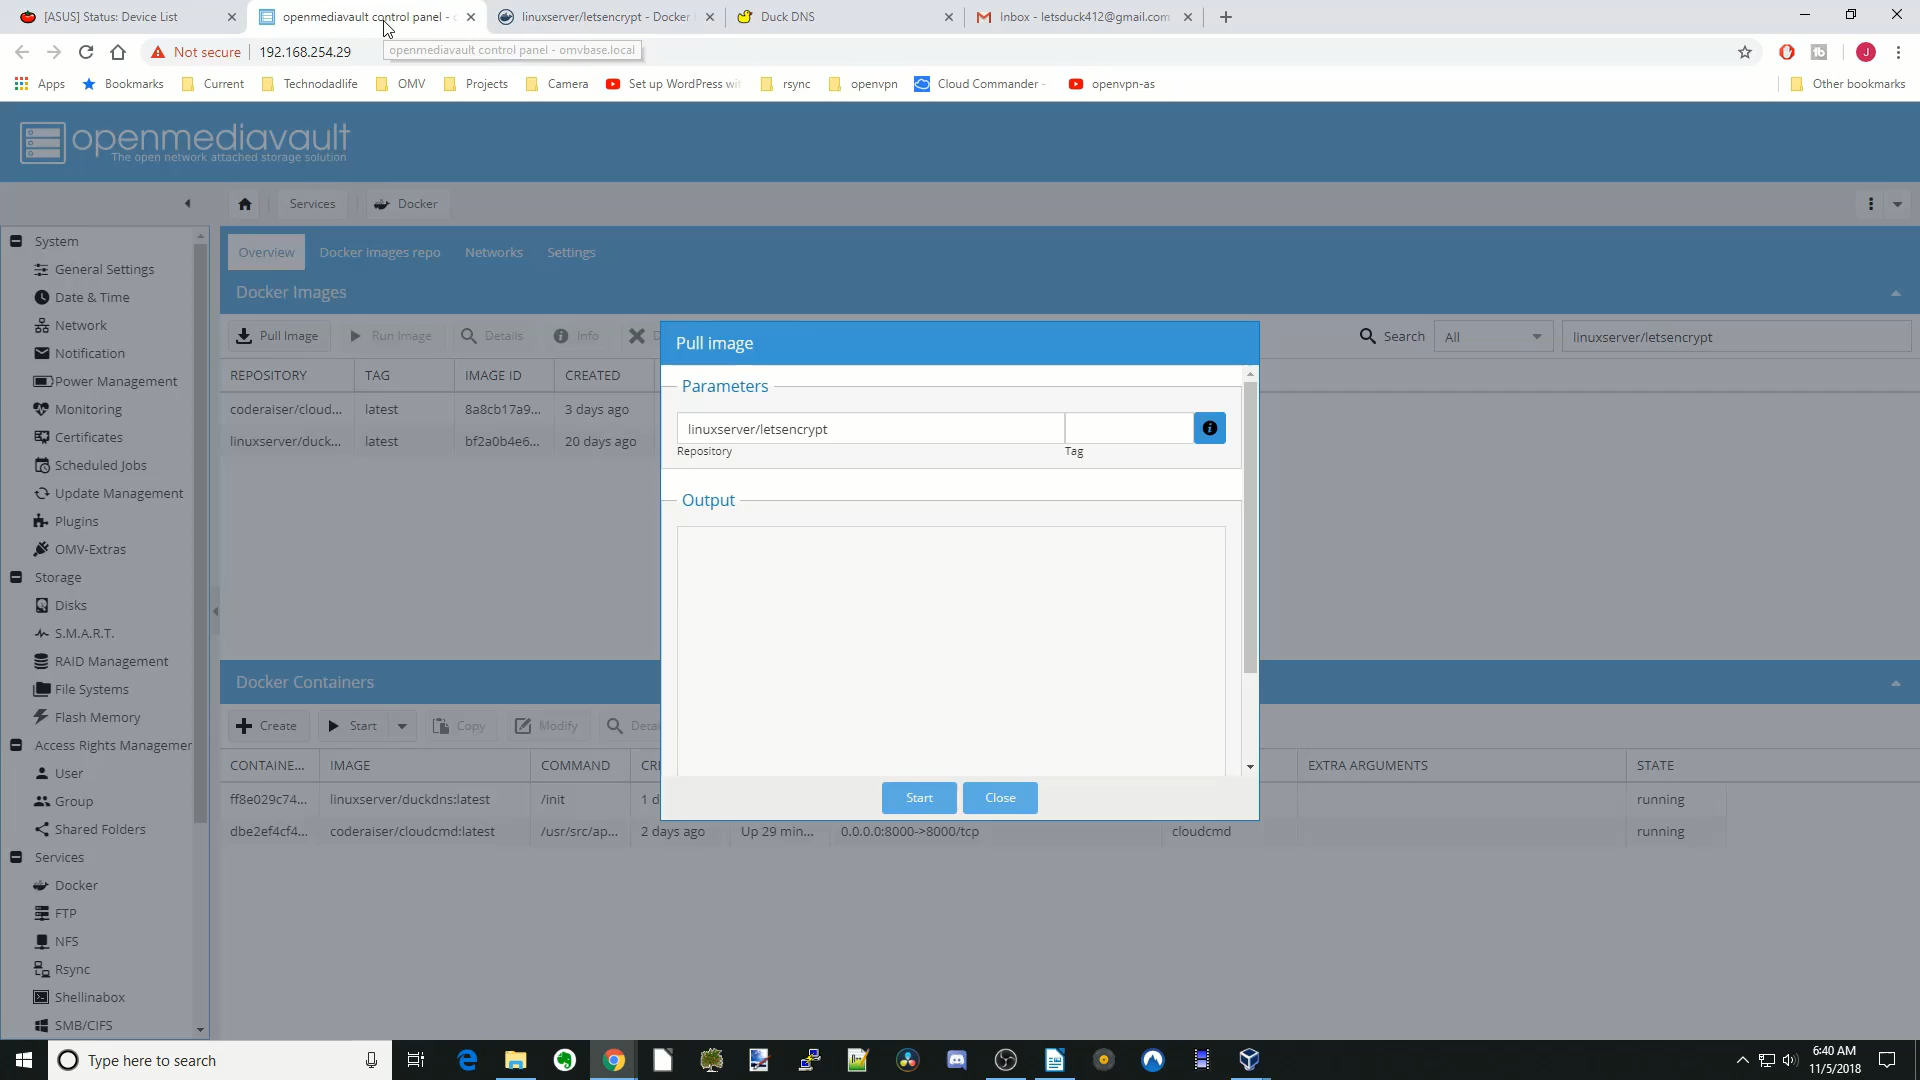 [ASUS] Status: Device List
openmediavault control panel -
linuxserver/letsencrypt - Docker
Duck DNS
Inbox - letsduck412@gmail.com
Not secure
192.168.254.29
openmediavault control panel - omvbase.local
Apps
Bookmarks
Current
Technodadlife
OMV
Projects
Camera
Set up WordPress wit
rsync
openvpn
Cloud Commander -
openvpn-as
Other bookmarks
openmediavault
The open network attached storage solution
Services
Docker
System
General Settings
Date & Time
Network
Notification
Power Management
Monitoring
Certificates
Scheduled Jobs
Update Management
Plugins
OMV-Extras
Storage
Disks
S.M.A.R.T.
RAID Management
File Systems
Flash Memory
Access Rights Managemer
User
Group
Shared Folders
Services
Docker
FTP
NFS
Rsync
Shellinabox
SMB/CIFS
Overview
Docker images repo
Networks
Settings
Docker Images
Pull Image
Run Image
Details
Info
D
Search
All
linuxserver/letsencrypt
REPOSITORY
TAG
IMAGE ID
CREATED
coderaiser/cloud...
latest
8a8cb17a9...
3 days ago
linuxserver/duck...
latest
bf2a0b4e6...
20 days ago
Pull image
Parameters
linuxserver/letsencrypt
Repository
Tag
Output
Start
Close
Docker Containers
Create
Start
Copy
Modify
Detai
CONTAINE...
IMAGE
COMMAND
CRI
EXTRA ARGUMENTS
STATE
ff8e029c74...
linuxserver/duckdns:latest
/init
1 d
running
dbe2ef4cf4...
coderaiser/cloudcmd:latest
/usr/src/ap...
2 days ago
Up 29 min...
0.0.0.0:8000->8000/tcp
cloudcmd
running
Type here to search
6:40 AM
11/5/2018